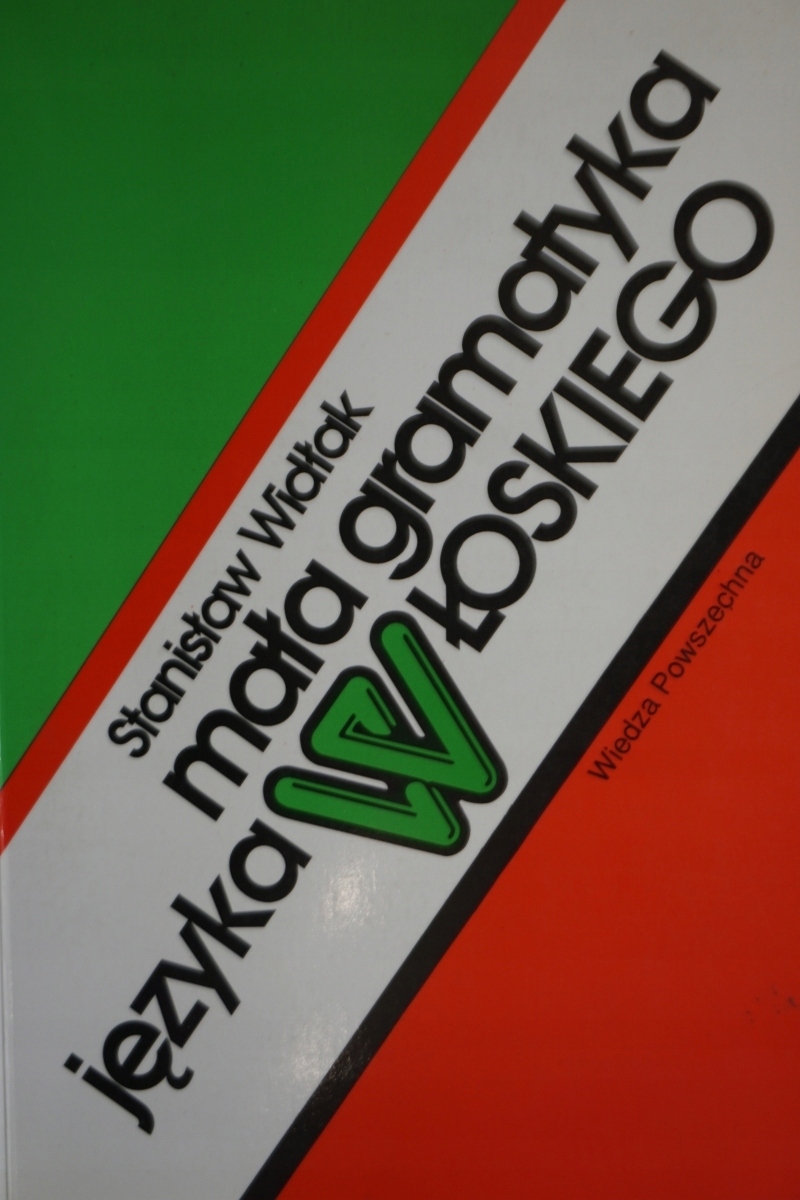 Stanisław Widłak
mała gramatyka
języka WŁOSKIEGO
Wiedza Powszechna